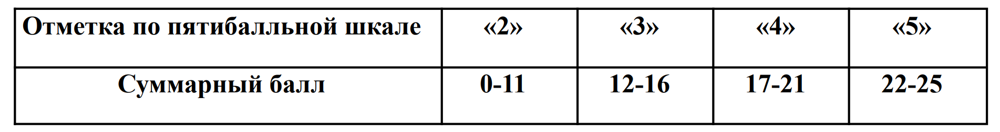 Отметка по пятибалльной шкале «2» «3» «4» «5»
Суммарный балл 0-11 12-16 17-21 22-25